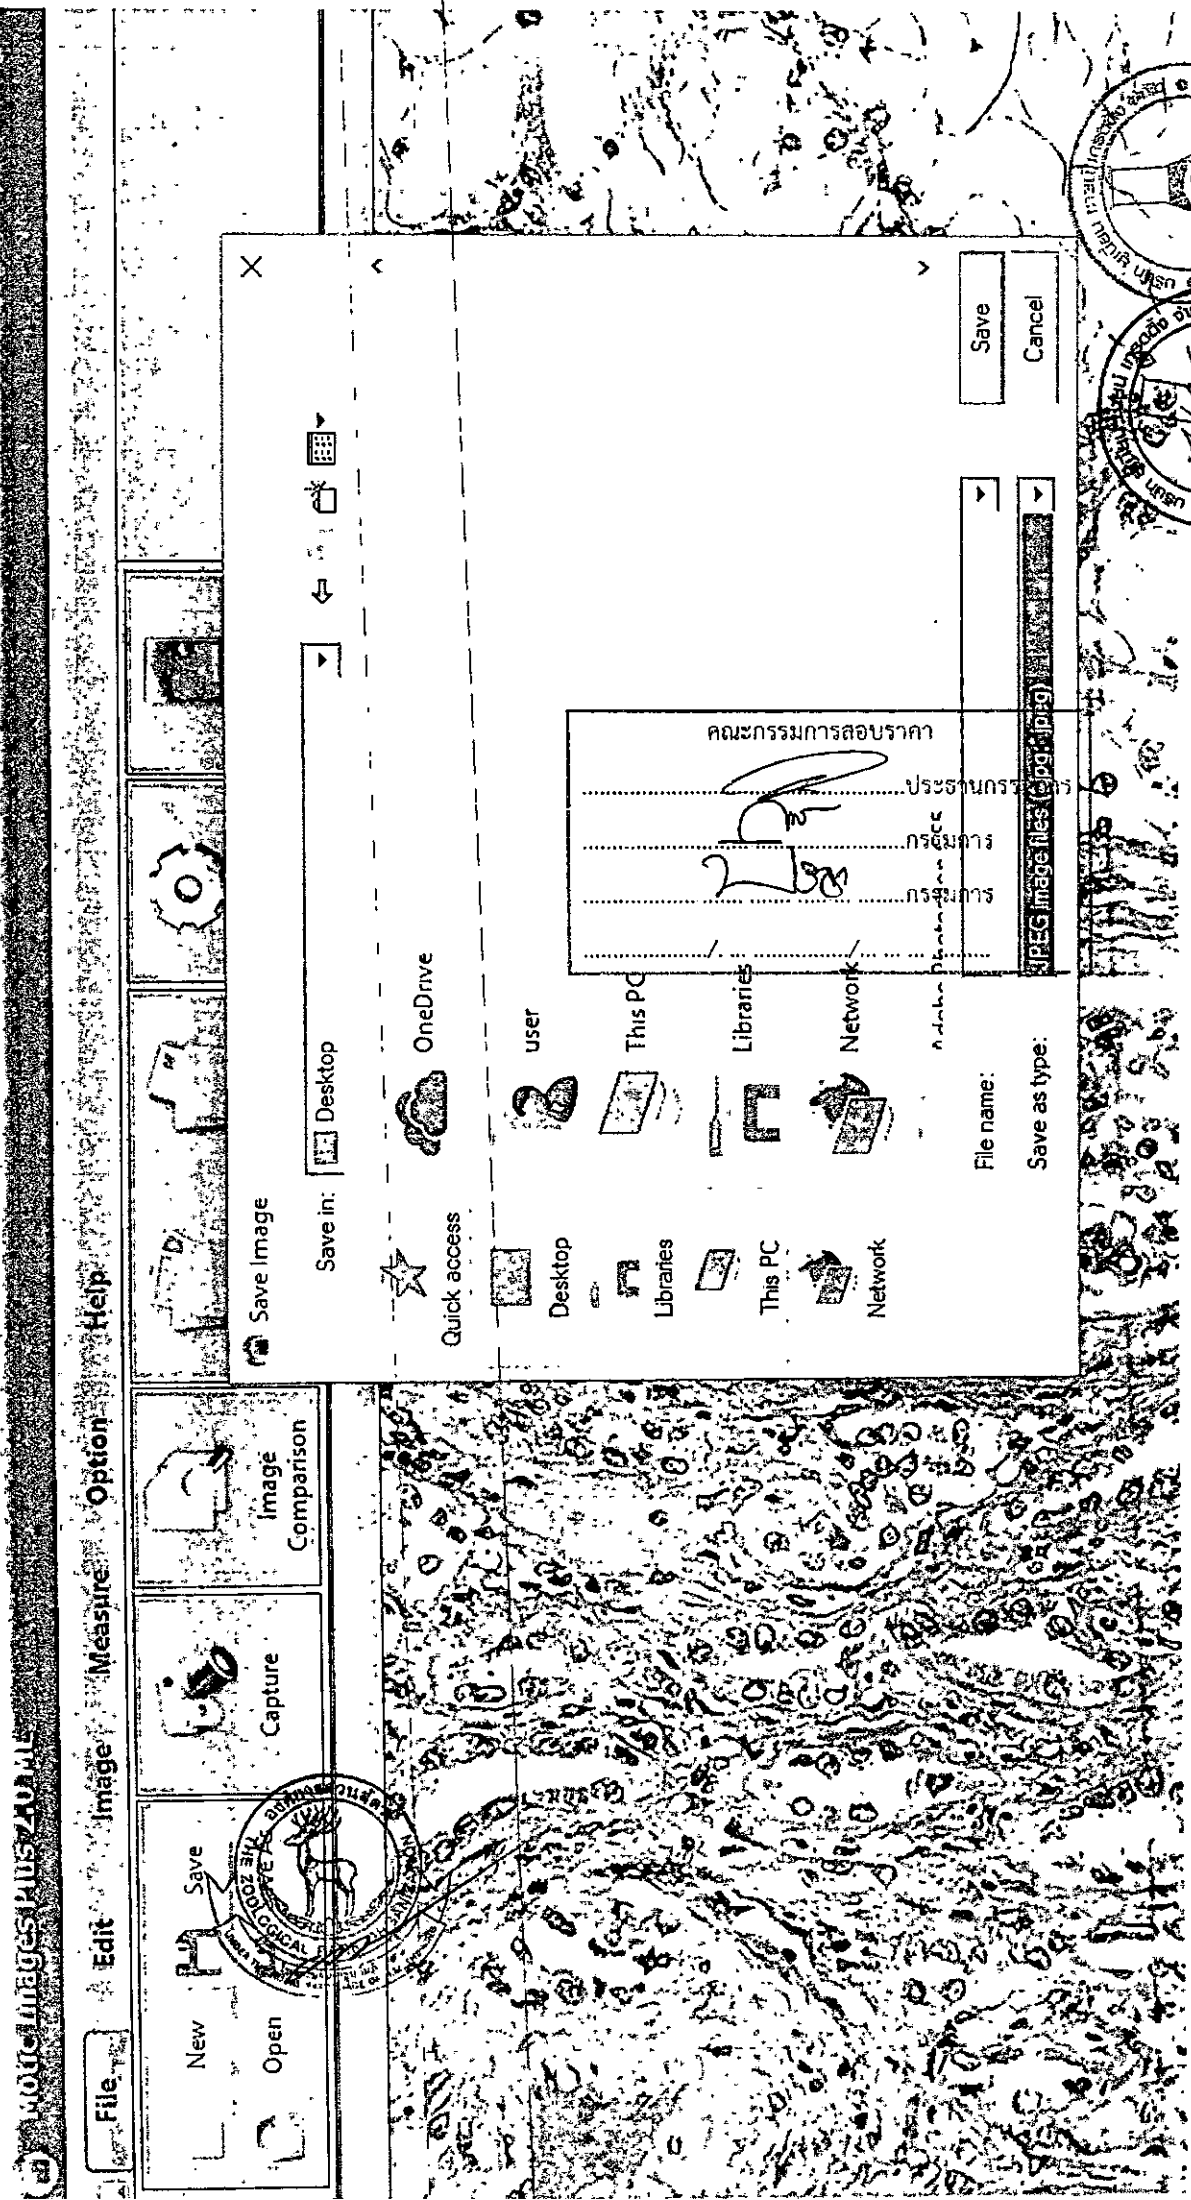 Motic Images Plus 2.0 ML
File Edit Image Measure Option Help
New Save
Open
Capture
Image
Comparison
Save Image
Save in: Desktop
Quick access
Desktop
Libraries
This PC
Network
OneDrive
user
This PC
Libraries
Network
File name:
Save as type: JPEG image files (*.jpg;*.jpeg)
Save
Cancel
คณะกรรมการสอบราคา
ประธานกรรมการ
กรรมการ
กรรมการ
THE ZOOLOGICAL